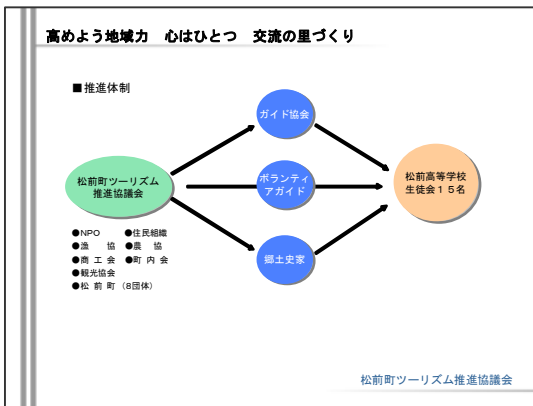 高めよう地域力　心はひとつ　交流の里づくり
■推進体制
ガイド協会
松前町ツーリズム
推進協議会
ボランティ
アガイド
松前高等学校
生徒会１５名
郷土史家
●NPO　●住民組織
●漁　協　●農　協
●商 工 会　●町 内 会
●観光協会
●松 前 町（8団体）
松前町ツーリズム推進協議会